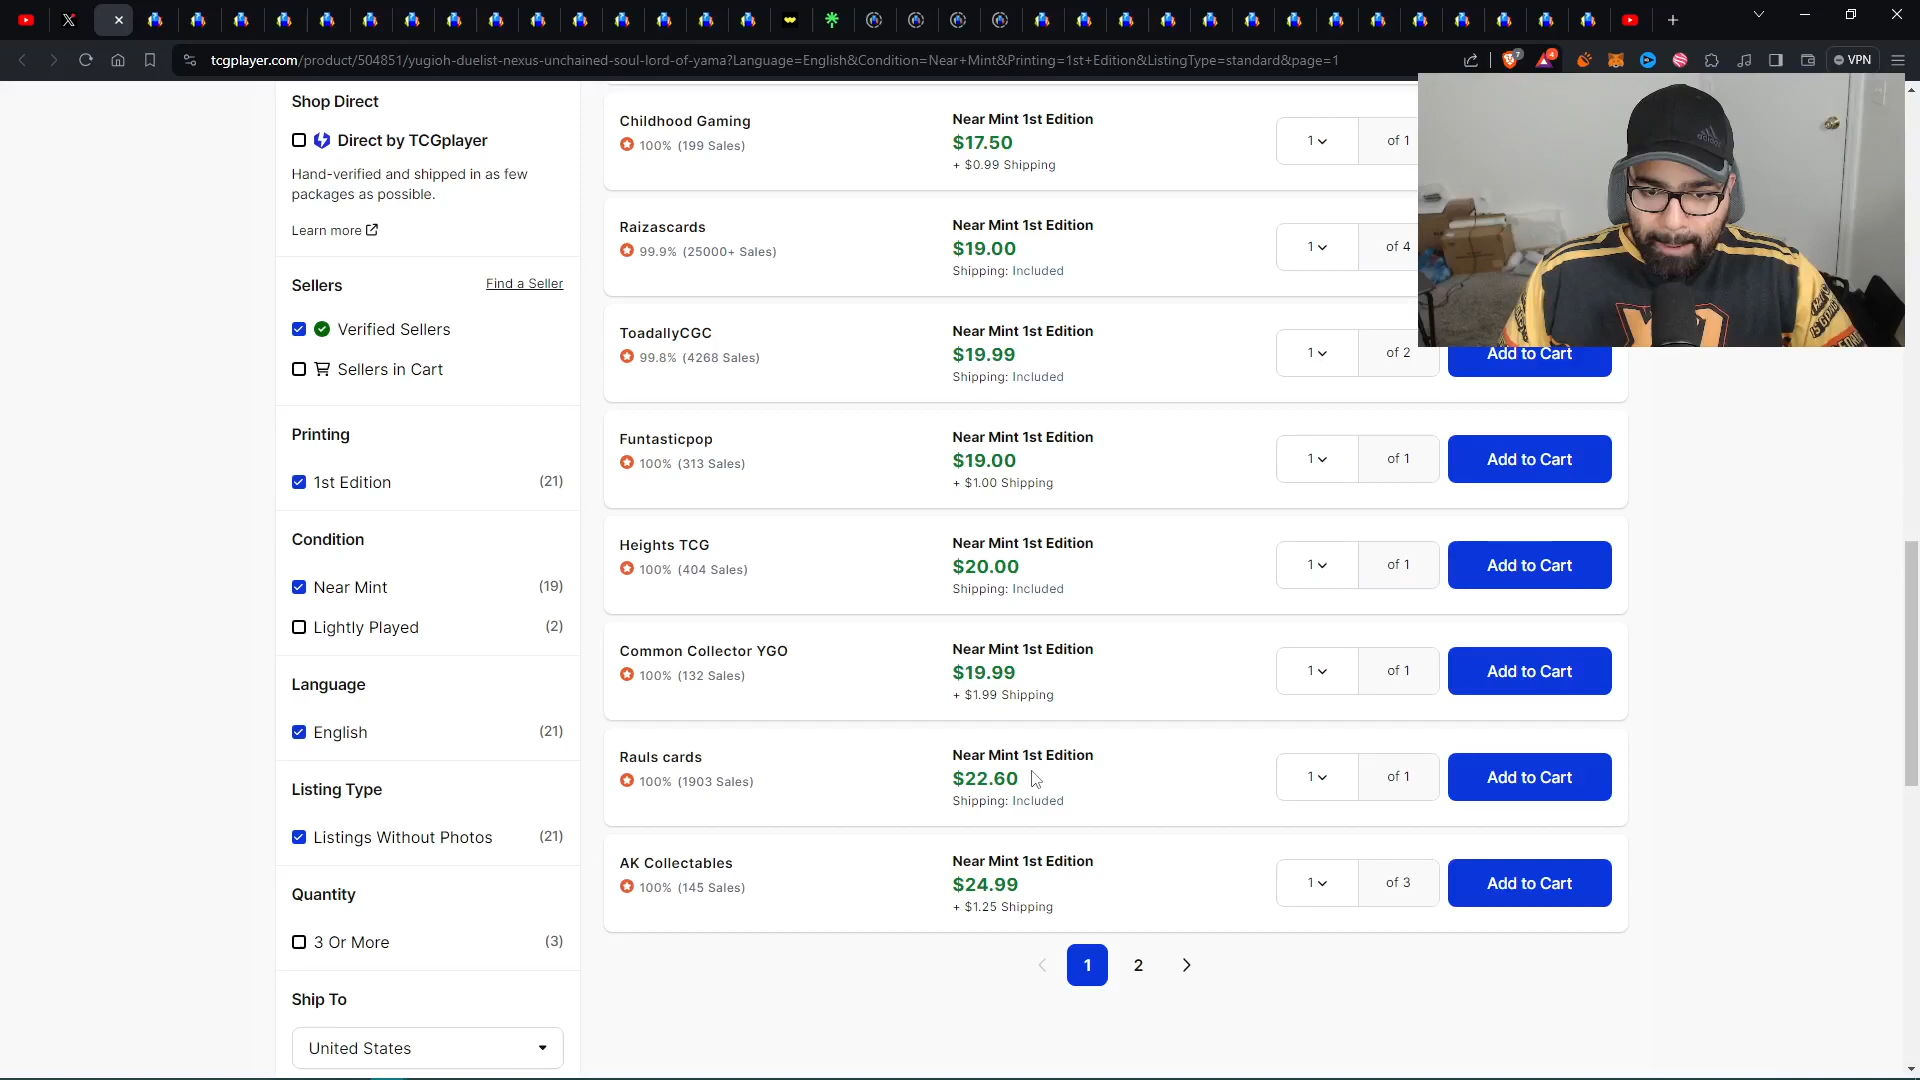 tcgplayer.com/product/504851/yugioh-duelist-nexus-unchained-soul-lord-of-yama?Language=English&Condition=Near+Mint&Printing=1st+Edition&ListingType=standard&page=1
7
4
VPN
Shop Direct
Direct by TCGplayer
Hand-verified and shipped in as few
packages as possible.
Learn more
Sellers
Find a Seller
Verified Sellers
Sellers in Cart
Printing
1st Edition (21)
Condition
Near Mint (19)
Lightly Played (2)
Language
English (21)
Listing Type
Listings Without Photos (21)
Quantity
3 Or More (3)
Ship To
United States
Childhood Gaming
100% (199 Sales)
Near Mint 1st Edition
$17.50
+ $0.99 Shipping
1
of 1
Raizascards
99.9% (25000+ Sales)
Near Mint 1st Edition
$19.00
Shipping: Included
1
of 4
ToadallyCGC
99.8% (4268 Sales)
Near Mint 1st Edition
$19.99
Shipping: Included
1
of 2
Add to Cart
Funtasticpop
100% (313 Sales)
Near Mint 1st Edition
$19.00
+ $1.00 Shipping
1
of 1
Add to Cart
Heights TCG
100% (404 Sales)
Near Mint 1st Edition
$20.00
Shipping: Included
1
of 1
Add to Cart
Common Collector YGO
100% (132 Sales)
Near Mint 1st Edition
$19.99
+ $1.99 Shipping
1
of 1
Add to Cart
Rauls cards
100% (1903 Sales)
Near Mint 1st Edition
$22.60
Shipping: Included
1
of 1
Add to Cart
AK Collectables
100% (145 Sales)
Near Mint 1st Edition
$24.99
+ $1.25 Shipping
1
of 3
Add to Cart
1
2